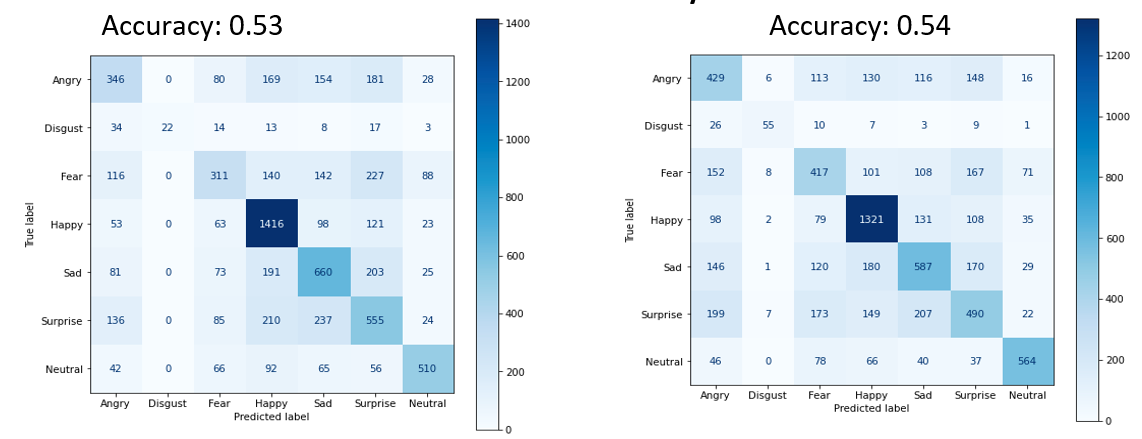 Accuracy: 0.53
Angry 346 0 80 169 154 181 28
Disgust 34 22 14 13 8 17 3
Fear 116 0 311 140 142 227 88
Happy 53 0 63 1416 98 121 23
Sad 81 0 73 191 660 203 25
Surprise 136 0 85 210 237 555 24
Neutral 42 0 66 92 65 56 510
Angry Disgust Fear Happy Sad Surprise Neutral
Predicted label
True label
1400
1200
1000
800
600
400
200
0
Accuracy: 0.54
Angry 429 6 113 130 116 148 16
Disgust 26 55 10 7 3 9 1
Fear 152 8 417 101 108 167 71
Happy 98 2 79 1321 131 108 35
Sad 146 1 120 180 587 170 29
Surprise 199 7 173 149 207 490 22
Neutral 46 0 78 66 40 37 564
Angry Disgust Fear Happy Sad Surprise Neutral
Predicted label
True label
1200
1000
800
600
400
200
0